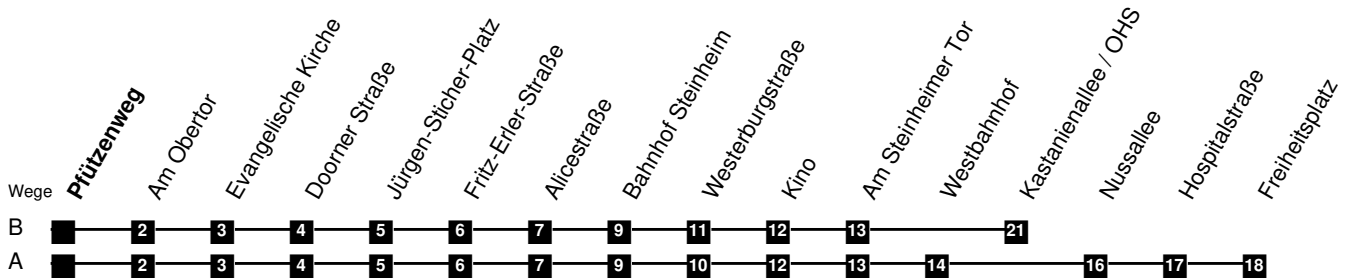 Pfützenweg
Am Obertor
Evangelische Kirche
Doorner Straße
Jürgen-Sticher-Platz
Fritz-Erler-Straße
Alicestraße
Bahnhof Steinheim
Westerburgstraße
Kino
Am Steinheimer Tor
Westbahnhof
Kastanienallee / OHS
Nussallee
Hospitalstraße
Freiheitsplatz
Wege
B 2 3 4 5 6 7 9 11 12 13 21
A 2 3 4 5 6 7 9 10 12 13 14 16 17 18